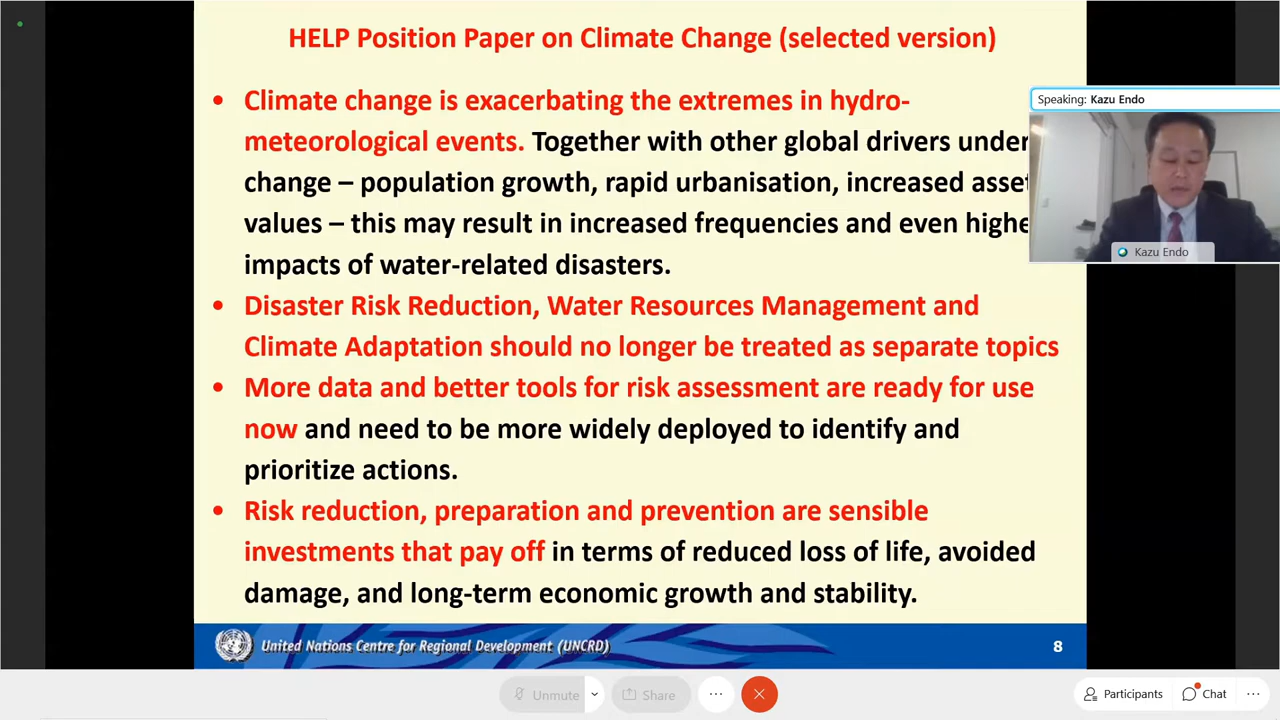 HELP Position Paper on Climate Change (selected version)
• Climate change is exacerbating the extremes in hydro-
meteorological events. Together with other global drivers under
change – population growth, rapid urbanisation, increased asset
values – this may result in increased frequencies and even highe
impacts of water-related disasters.
• Disaster Risk Reduction, Water Resources Management and
Climate Adaptation should no longer be treated as separate topics
• More data and better tools for risk assessment are ready for use
now and need to be more widely deployed to identify and
prioritize actions.
• Risk reduction, preparation and prevention are sensible
investments that pay off in terms of reduced loss of life, avoided
damage, and long-term economic growth and stability.
United Nations Centre for Regional Development (UNCRD)
8
Speaking: Kazu Endo
Kazu Endo
Unmute
Share
Participants
Chat